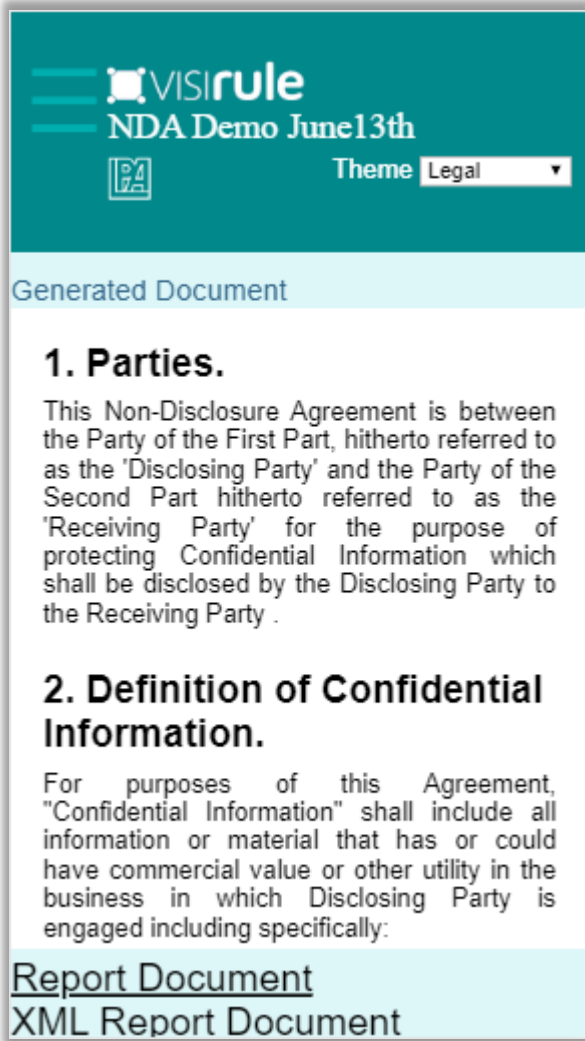 VISIrule
NDA Demo June13th
LPA
Theme Legal
Generated Document
1. Parties.
This Non-Disclosure Agreement is between
the Party of the First Part, hitherto referred to
as the 'Disclosing Party' and the Party of the
Second Part hitherto referred to as the
'Receiving Party' for the purpose of
protecting Confidential Information which
shall be disclosed by the Disclosing Party to
the Receiving Party .
2. Definition of Confidential
Information.
For purposes of this Agreement,
"Confidential Information" shall include all
information or material that has or could
have commercial value or other utility in the
business in which Disclosing Party is
engaged including specifically:
Report Document
XML Report Document